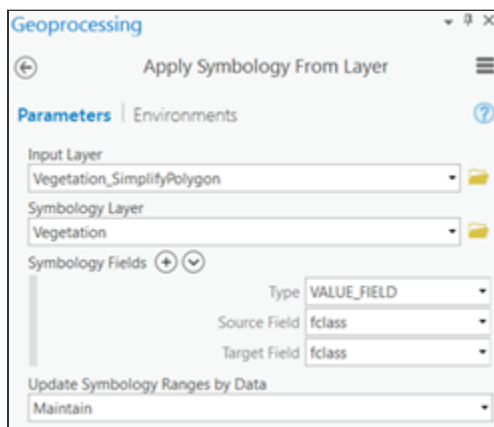 Geoprocessing
Apply Symbology From Layer
Parameters | Environments
Input Layer
Vegetation_SimplifyPolygon
Symbology Layer
Vegetation
Symbology Fields
Type VALUE_FIELD
Source Field fclass
Target Field fclass
Update Symbology Ranges by Data
Maintain